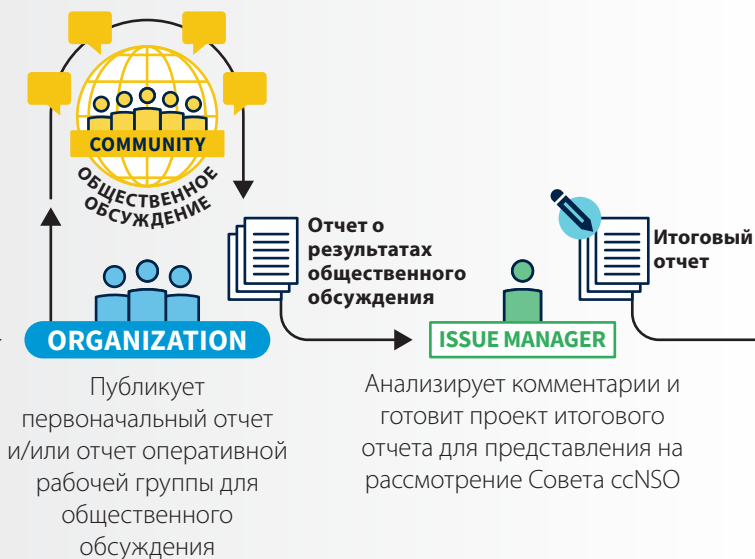 COMMUNITY
ОБЩЕСТВЕННОЕ
ОБСУЖДЕНИЕ
ORGANIZATION
Публикует
первоначальный отчет
и/или отчет оперативной
рабочей группы для
общественного
обсуждения
Отчет о
результатах
общественного
обсуждения
ISSUE MANAGER
Анализирует комментарии и
готовит проект итогового
отчета для представления на
рассмотрение Совета ccNSO
Итоговый
отчет